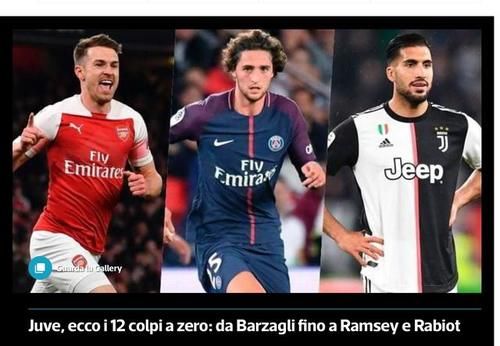 Fly
Emirates
Fly
Emirates
Jeep
Guarda la Gallery
Juve, ecco i 12 colpi a zero: da Barzagli fino a Ramsey e Rabiot